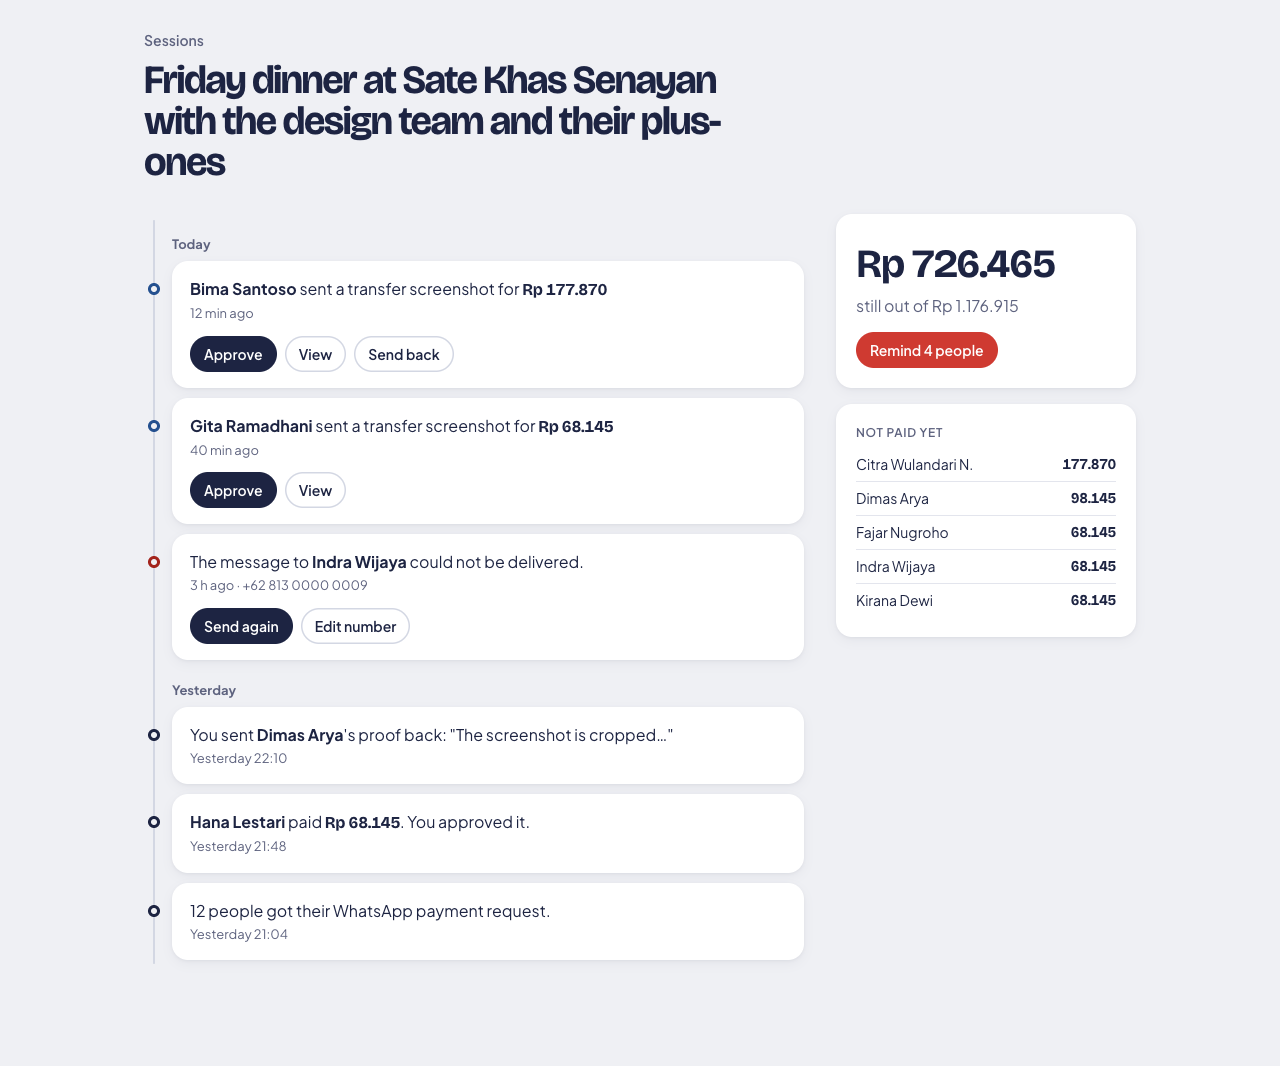 Sessions
Friday dinner at Sate Khas Senayan
with the design team and their plus-
ones
Today
Bima Santoso sent a transfer screenshot for Rp 177.870
12 min ago
Approve
View
Send back
Gita Ramadhani sent a transfer screenshot for Rp 68.145
40 min ago
Approve
View
The message to Indra Wijaya could not be delivered.
3 h ago · +62 813 0000 0009
Send again
Edit number
Yesterday
You sent Dimas Arya's proof back: "The screenshot is cropped…"
Yesterday 22:10
Hana Lestari paid Rp 68.145. You approved it.
Yesterday 21:48
12 people got their WhatsApp payment request.
Yesterday 21:04
Rp 726.465
still out of Rp 1.176.915
Remind 4 people
NOT PAID YET
Citra Wulandari N. 177.870
Dimas Arya 98.145
Fajar Nugroho 68.145
Indra Wijaya 68.145
Kirana Dewi 68.145